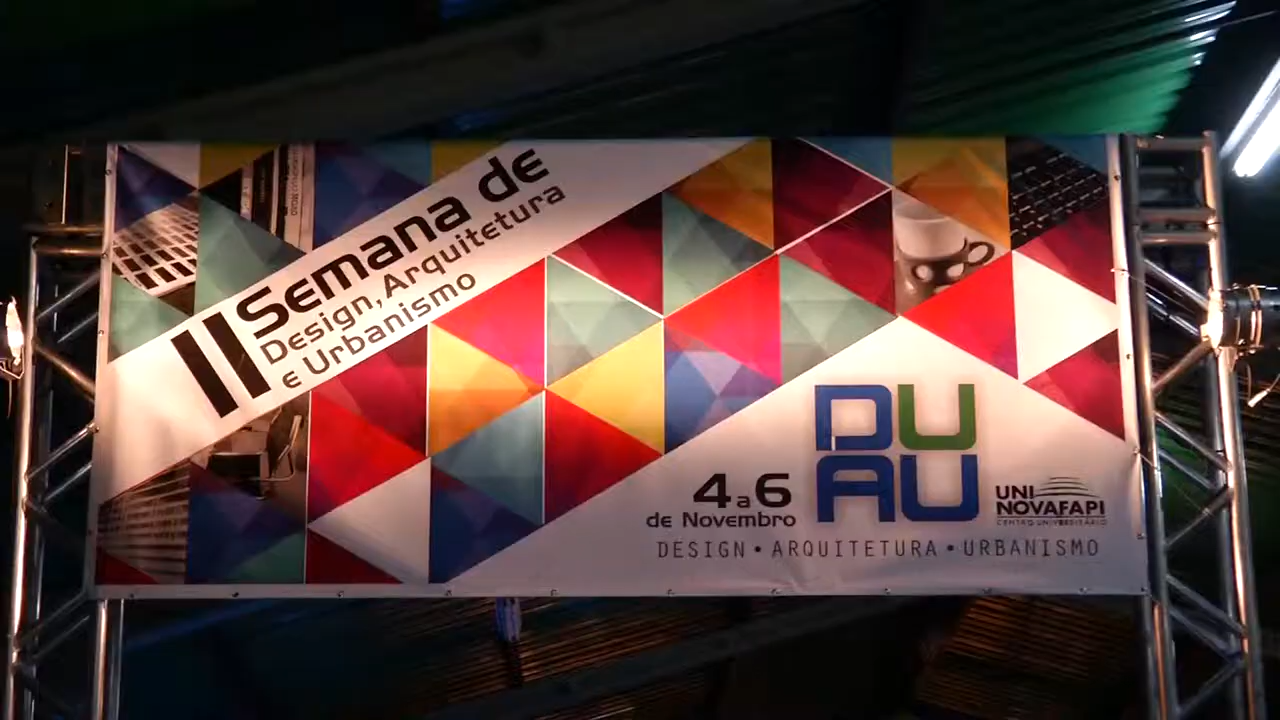 II Semana de
Design, Arquitetura
e Urbanismo
DU
AU
4 a 6
de Novembro
UNI
NOVAFAPI
CENTRO UNIVERSITÁRIO
DESIGN • ARQUITETURA • URBANISMO